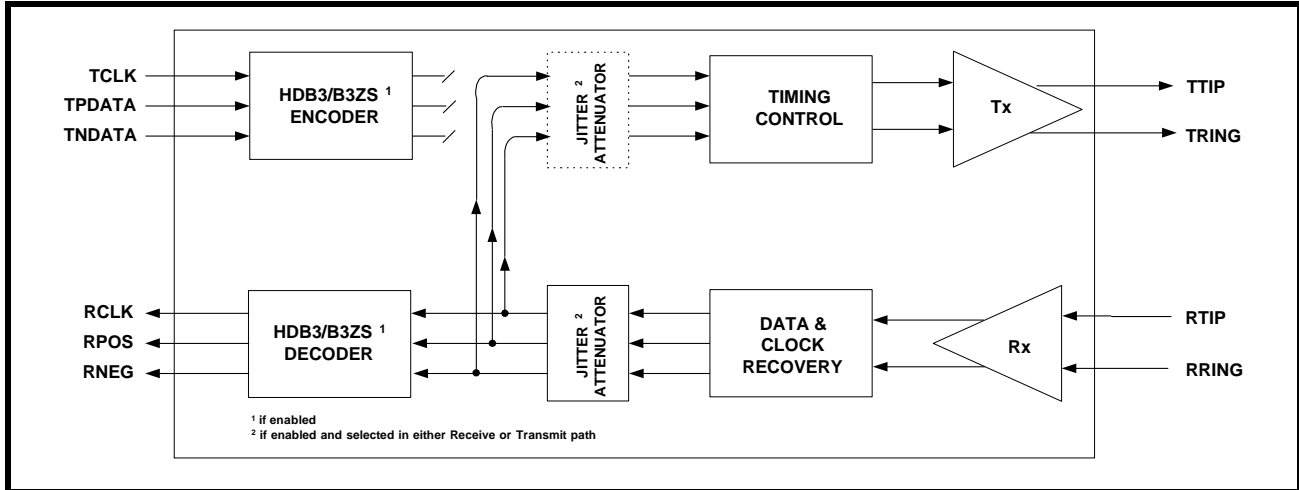 TCLK
TPDATA
TNDATA
HDB3/B3ZS 1
ENCODER
JITTER 2
ATTENUATOR
TIMING
CONTROL
Tx
TTIP
TRING
RCLK
RPOS
RNEG
HDB3/B3ZS 1
DECODER
JITTER 2
ATTENUATOR
DATA &
CLOCK
RECOVERY
Rx
RTIP
RRING
1 if enabled
2 if enabled and selected in either Receive or Transmit path